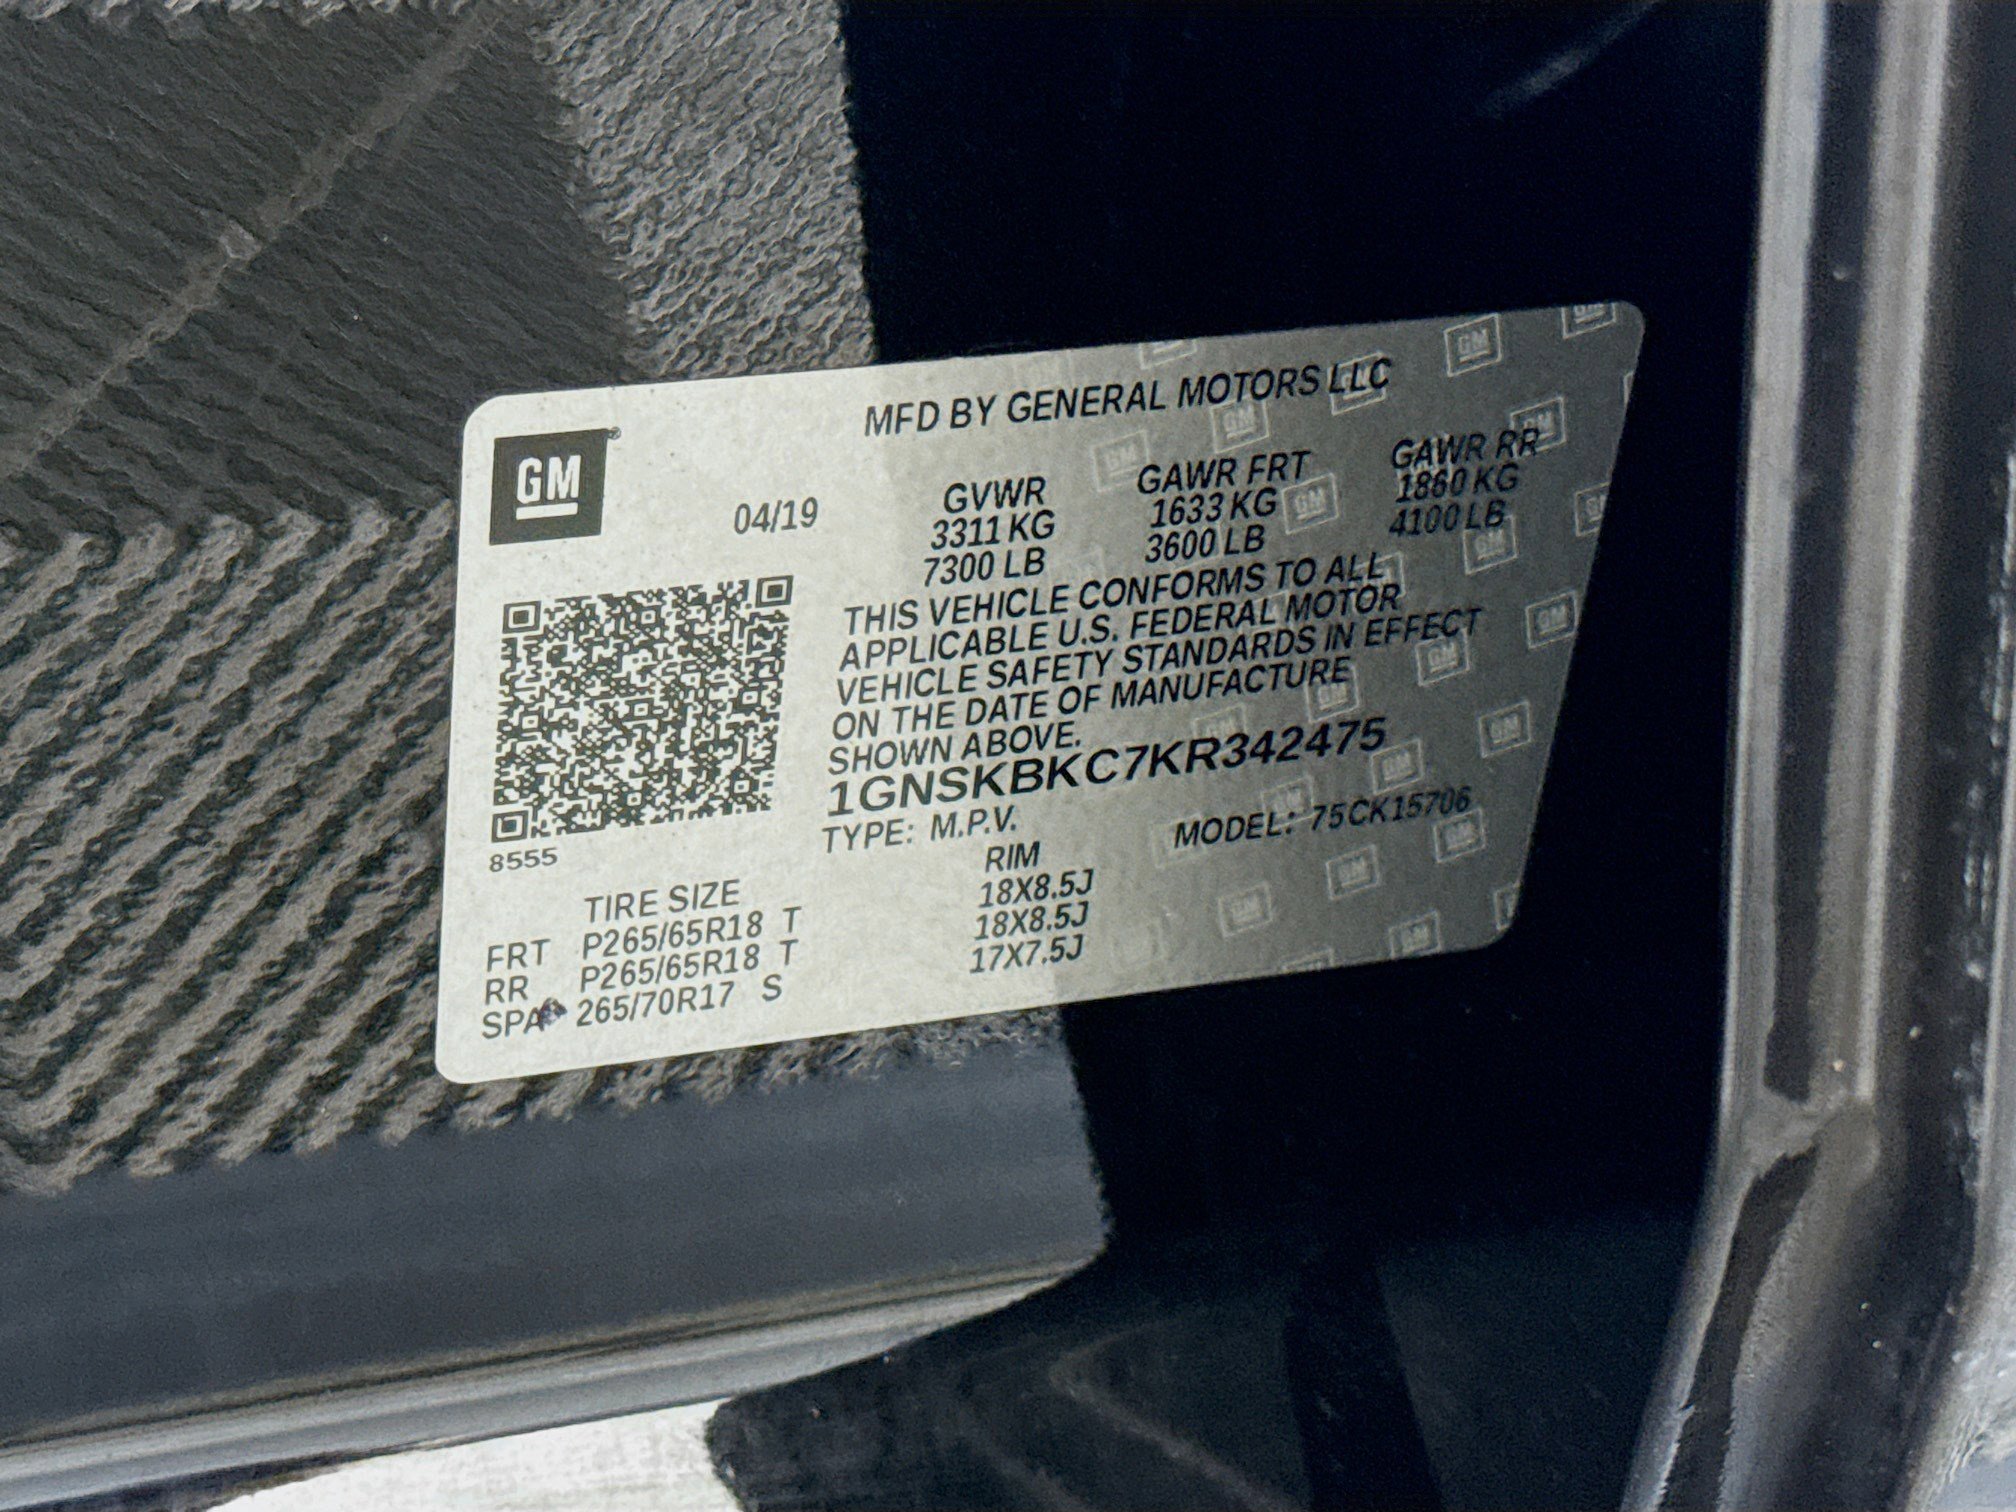 GM
MFD BY GENERAL MOTORS LLC
04/19
GVWR GAWR FRT GAWR RR
3311 KG 1633 KG 1860 KG
7300 LB 3600 LB 4100 LB
THIS VEHICLE CONFORMS TO ALL
APPLICABLE U.S. FEDERAL MOTOR
VEHICLE SAFETY STANDARDS IN EFFECT
ON THE DATE OF MANUFACTURE
SHOWN ABOVE.
1GNSKBKC7KR342475
TYPE: M.P.V. MODEL: 75CK15706
8555
TIRE SIZE RIM
FRT P265/65R18 T 18X8.5J
RR P265/65R18 T 18X8.5J
SPA 265/70R17 S 17X7.5J